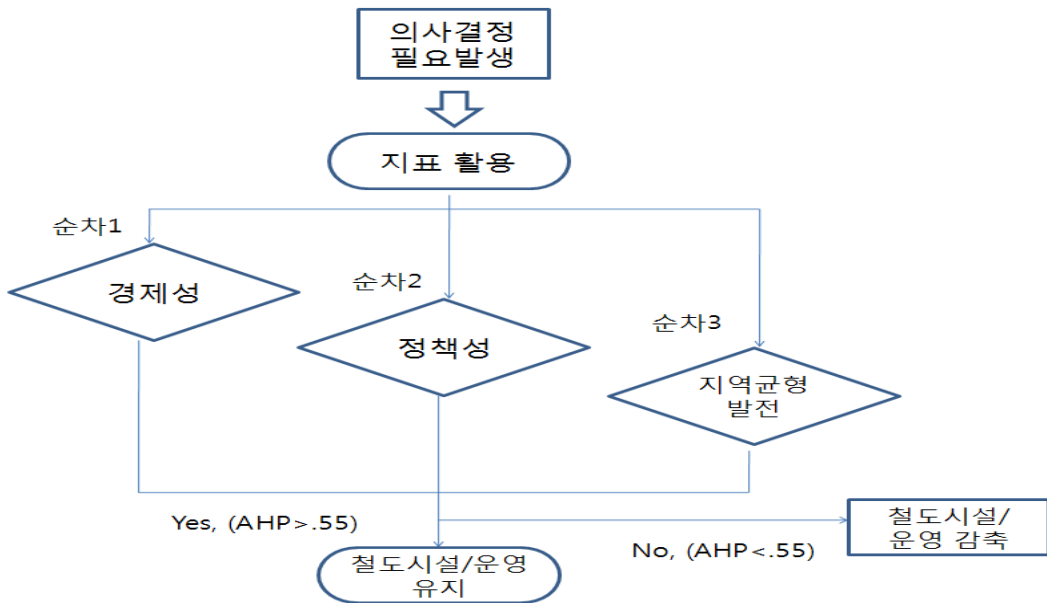 의사결정
필요발생
지표 활용
순차1
경제성
순차2
정책성
순차3
지역균형
발전
Yes, (AHP>.55)
철도시설/운영
유지
No, (AHP<.55)
철도시설/
운영 감축